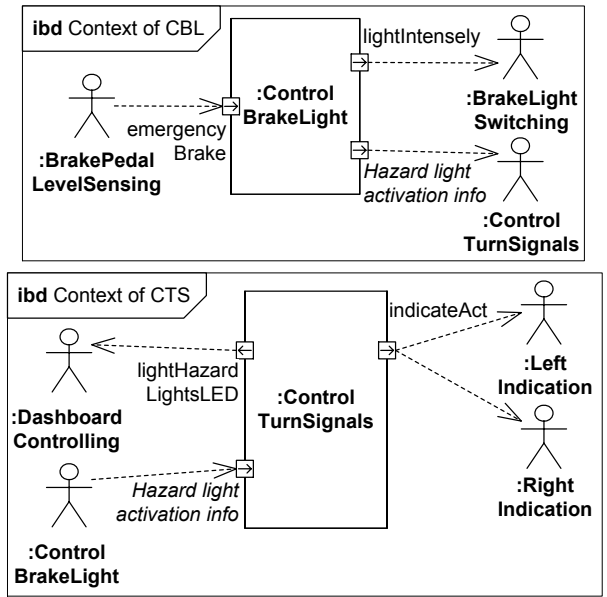 ibd Context of CBL
lightIntensely
:Control
BrakeLight
emergency
Brake
:BrakePedal
LevelSensing
:BrakeLight
Switching
Hazard light
activation info
:Control
TurnSignals
ibd Context of CTS
indicateAct
lightHazard
LightsLED
:Control
TurnSignals
:Dashboard
Controlling
:Left
Indication
Hazard light
activation info
:Control
BrakeLight
:Right
Indication